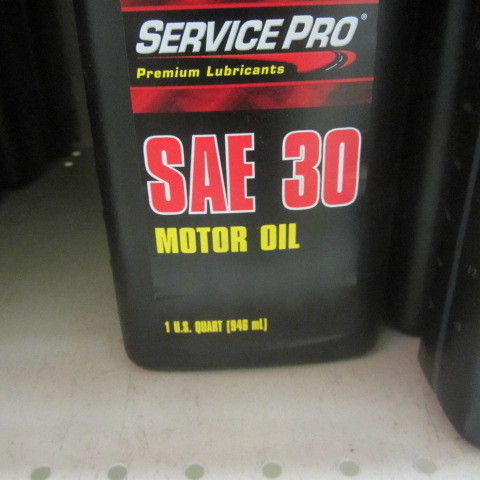 SERVICE PRO®
Premium Lubricants
SAE 30
MOTOR OIL
1 U.S. QUART (946 mL)